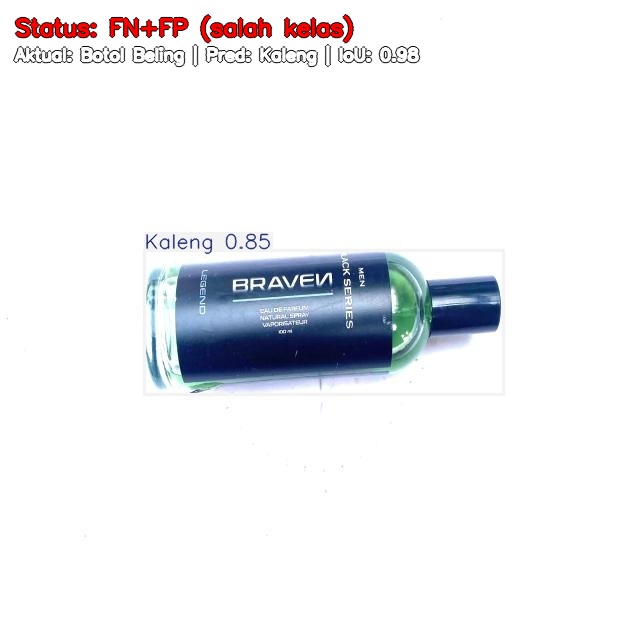 Status: FN+FP (salah kelas)
Aktual: Botol Beling | Pred: Kaleng | IoU: 0.98
Kaleng 0.85
LEGEND
BRAVEN
EAU DE PARFUM
NATURAL SPRAY
VAPORISATEUR
100 ml
MEN
LACK SERIES